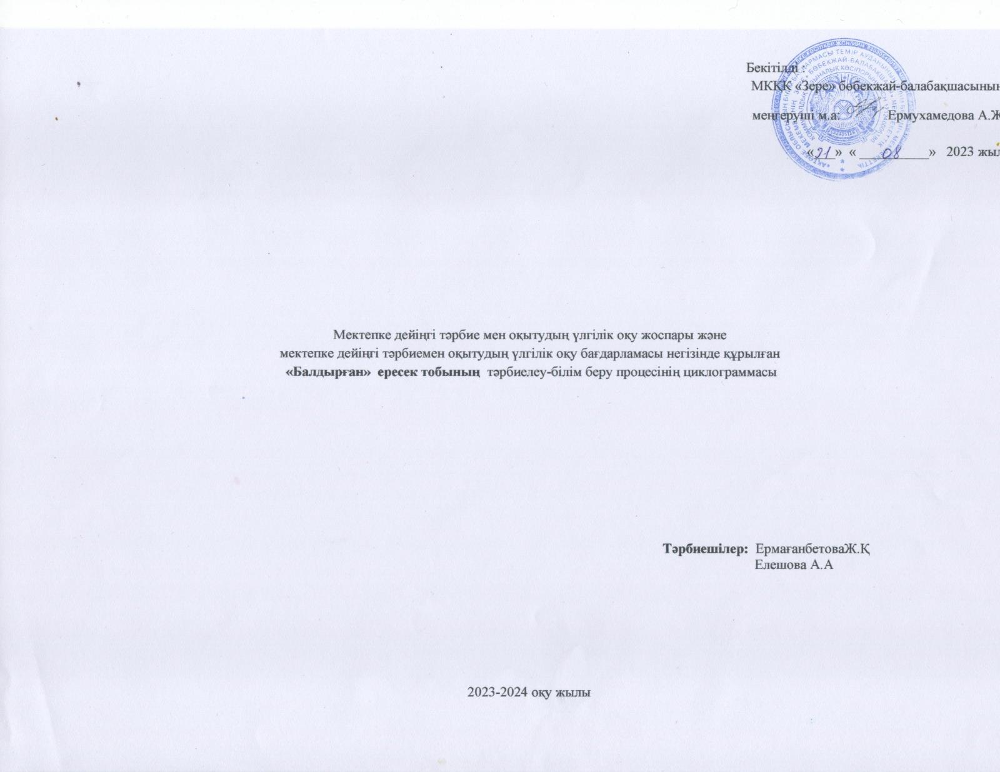 Бекітілді :
МКҚК «Зере» бөбекжай-балабақшасының
меңгеруші м.а: Ермухамедова А.Ж
«21» « 08 » 2023 жыл
Мектепке дейіңгі тәрбие мен оқытудың үлгілік оқу жоспары және
мектепке дейіңгі тәрбиемен оқытудың үлгілік оқу бағдарламасы негізінде құрылған
«Балдырған» ересек тобының тәрбиелеу-білім беру процесінің циклограммасы
Тәрбиешілер: ЕрмағанбетоваЖ.Қ
Елешова А.А
2023-2024 оқу жылы